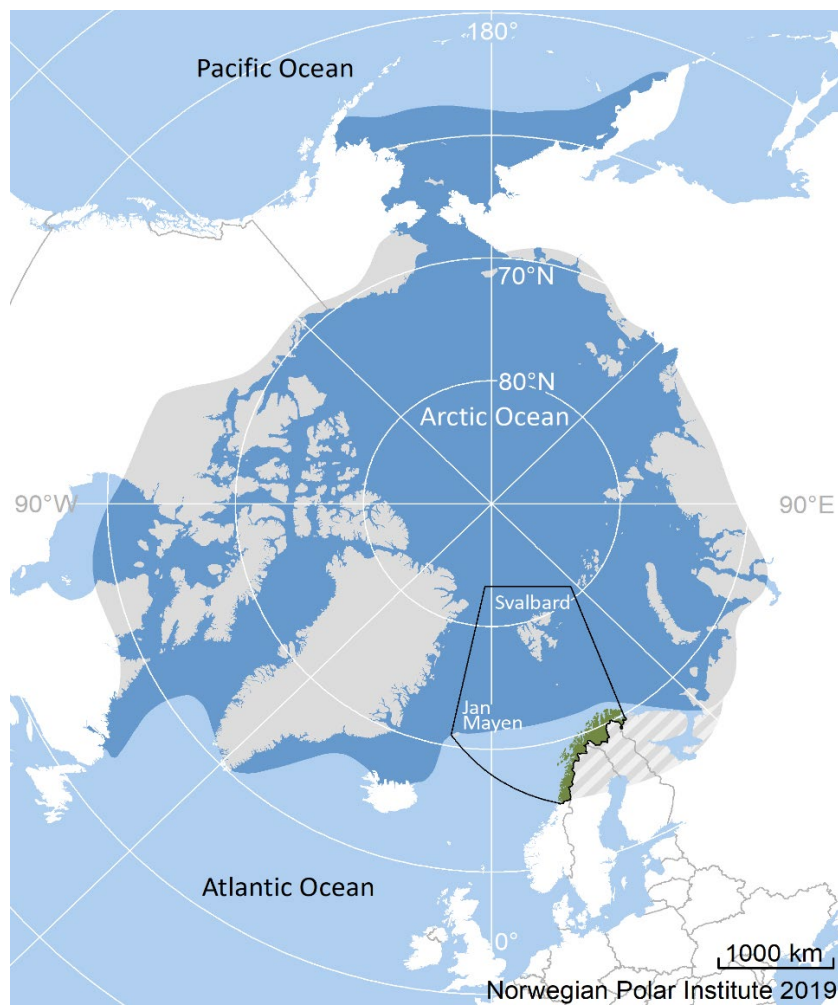 180°
Pacific Ocean
70°N
80°N
Arctic Ocean
90°W
90°E
Svalbard
Jan
Mayen
Atlantic Ocean
0°
1000 km
Norwegian Polar Institute 2019